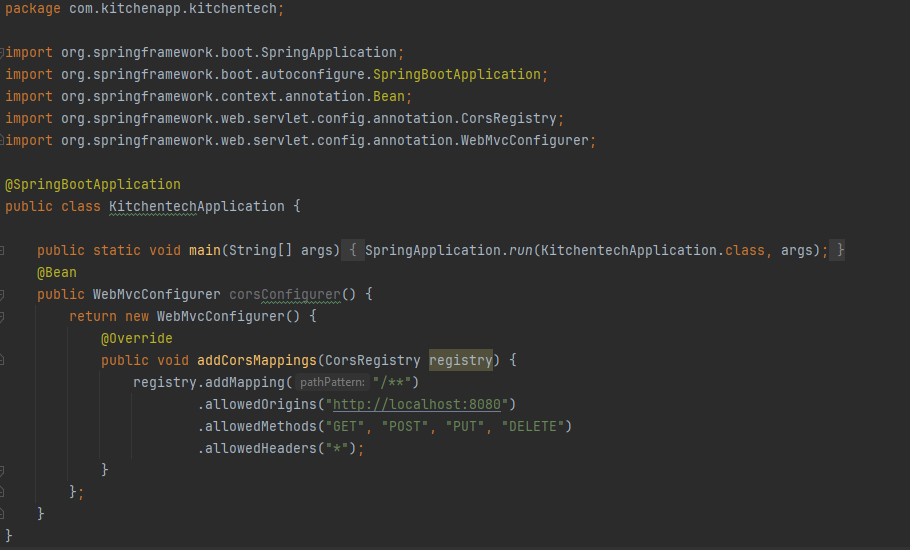 package com.kitchenapp.kitchentech;
import org.springframework.boot.SpringApplication;
import org.springframework.boot.autoconfigure.SpringBootApplication;
import org.springframework.context.annotation.Bean;
import org.springframework.web.servlet.config.annotation.CorsRegistry;
import org.springframework.web.servlet.config.annotation.WebMvcConfigurer;
@SpringBootApplication
public class KitchentechApplication {
public static void main(String[] args) { SpringApplication.run(KitchentechApplication.class, args); }
@Bean
public WebMvcConfigurer corsConfigurer() {
return new WebMvcConfigurer() {
@Override
public void addCorsMappings(CorsRegistry registry) {
registry.addMapping( pathPattern: "/**")
.allowedOrigins("http://localhost:8080")
.allowedMethods("GET", "POST", "PUT", "DELETE")
.allowedHeaders("*");
}
};
}
}